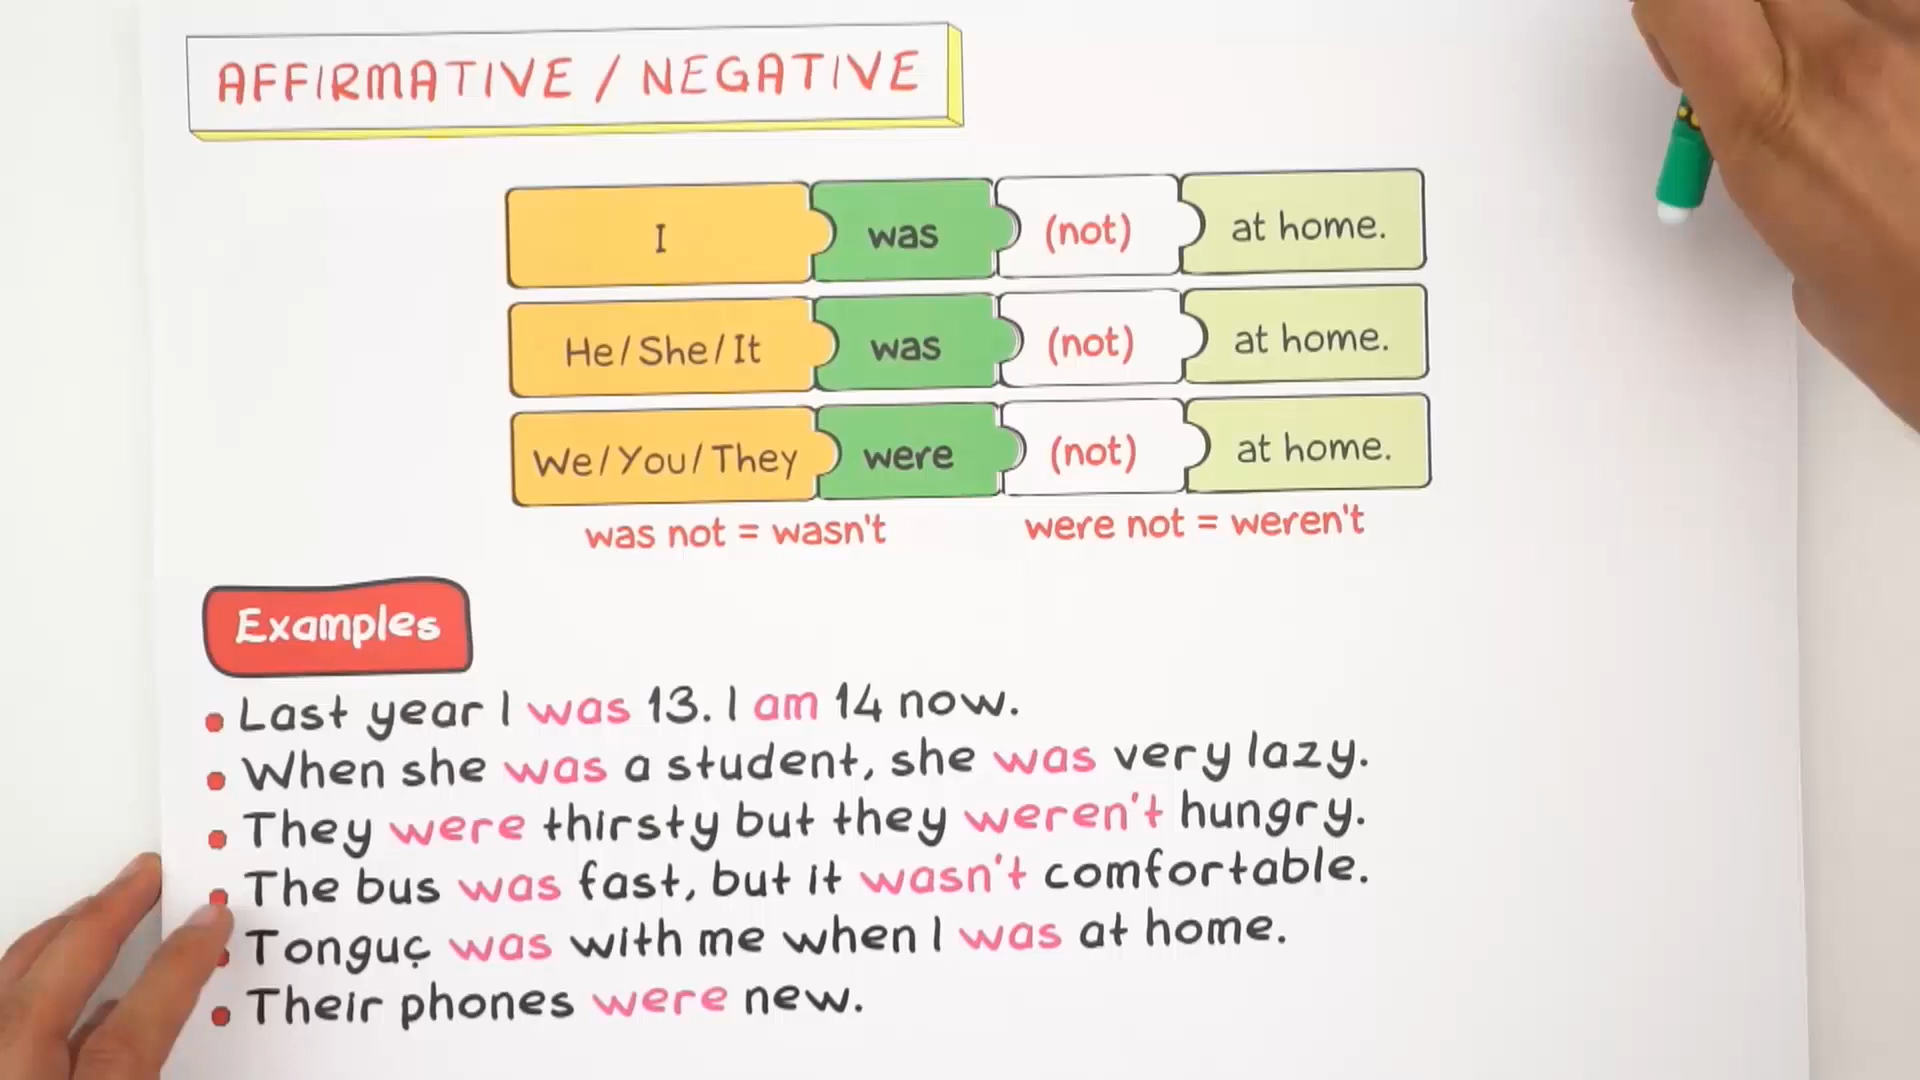 AFFIRMATIVE / NEGATIVE
I was (not) at home.
He/She/It was (not) at home.
We/You/They were (not) at home.
was not = wasn't were not = weren't
Examples
Last year I was 13. I am 14 now.
When she was a student, she was very lazy.
They were thirsty but they weren't hungry.
The bus was fast, but it wasn't comfortable.
Tonguç was with me when I was at home.
Their phones were new.